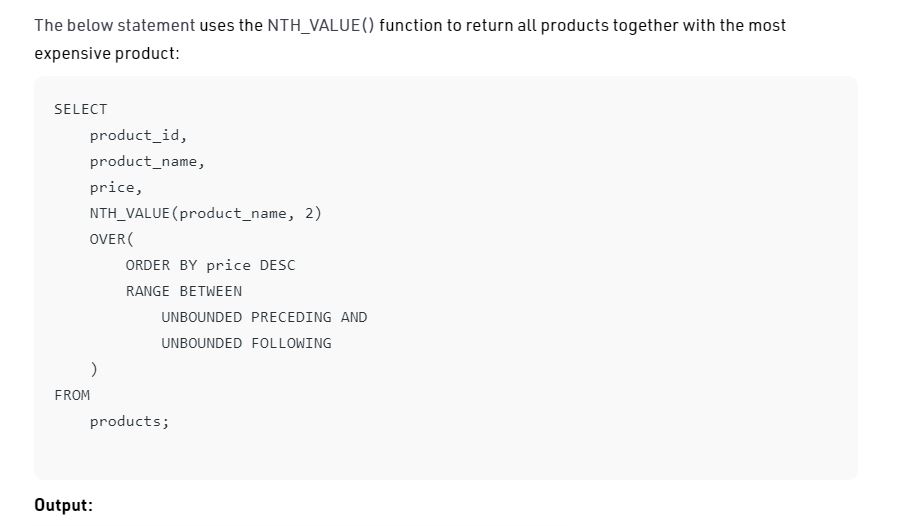 The below statement uses the NTH_VALUE() function to return all products together with the most
expensive product:
SELECT
    product_id,
    product_name,
    price,
    NTH_VALUE(product_name, 2)
    OVER(
        ORDER BY price DESC
        RANGE BETWEEN
            UNBOUNDED PRECEDING AND
            UNBOUNDED FOLLOWING
    )
FROM
    products;
Output: